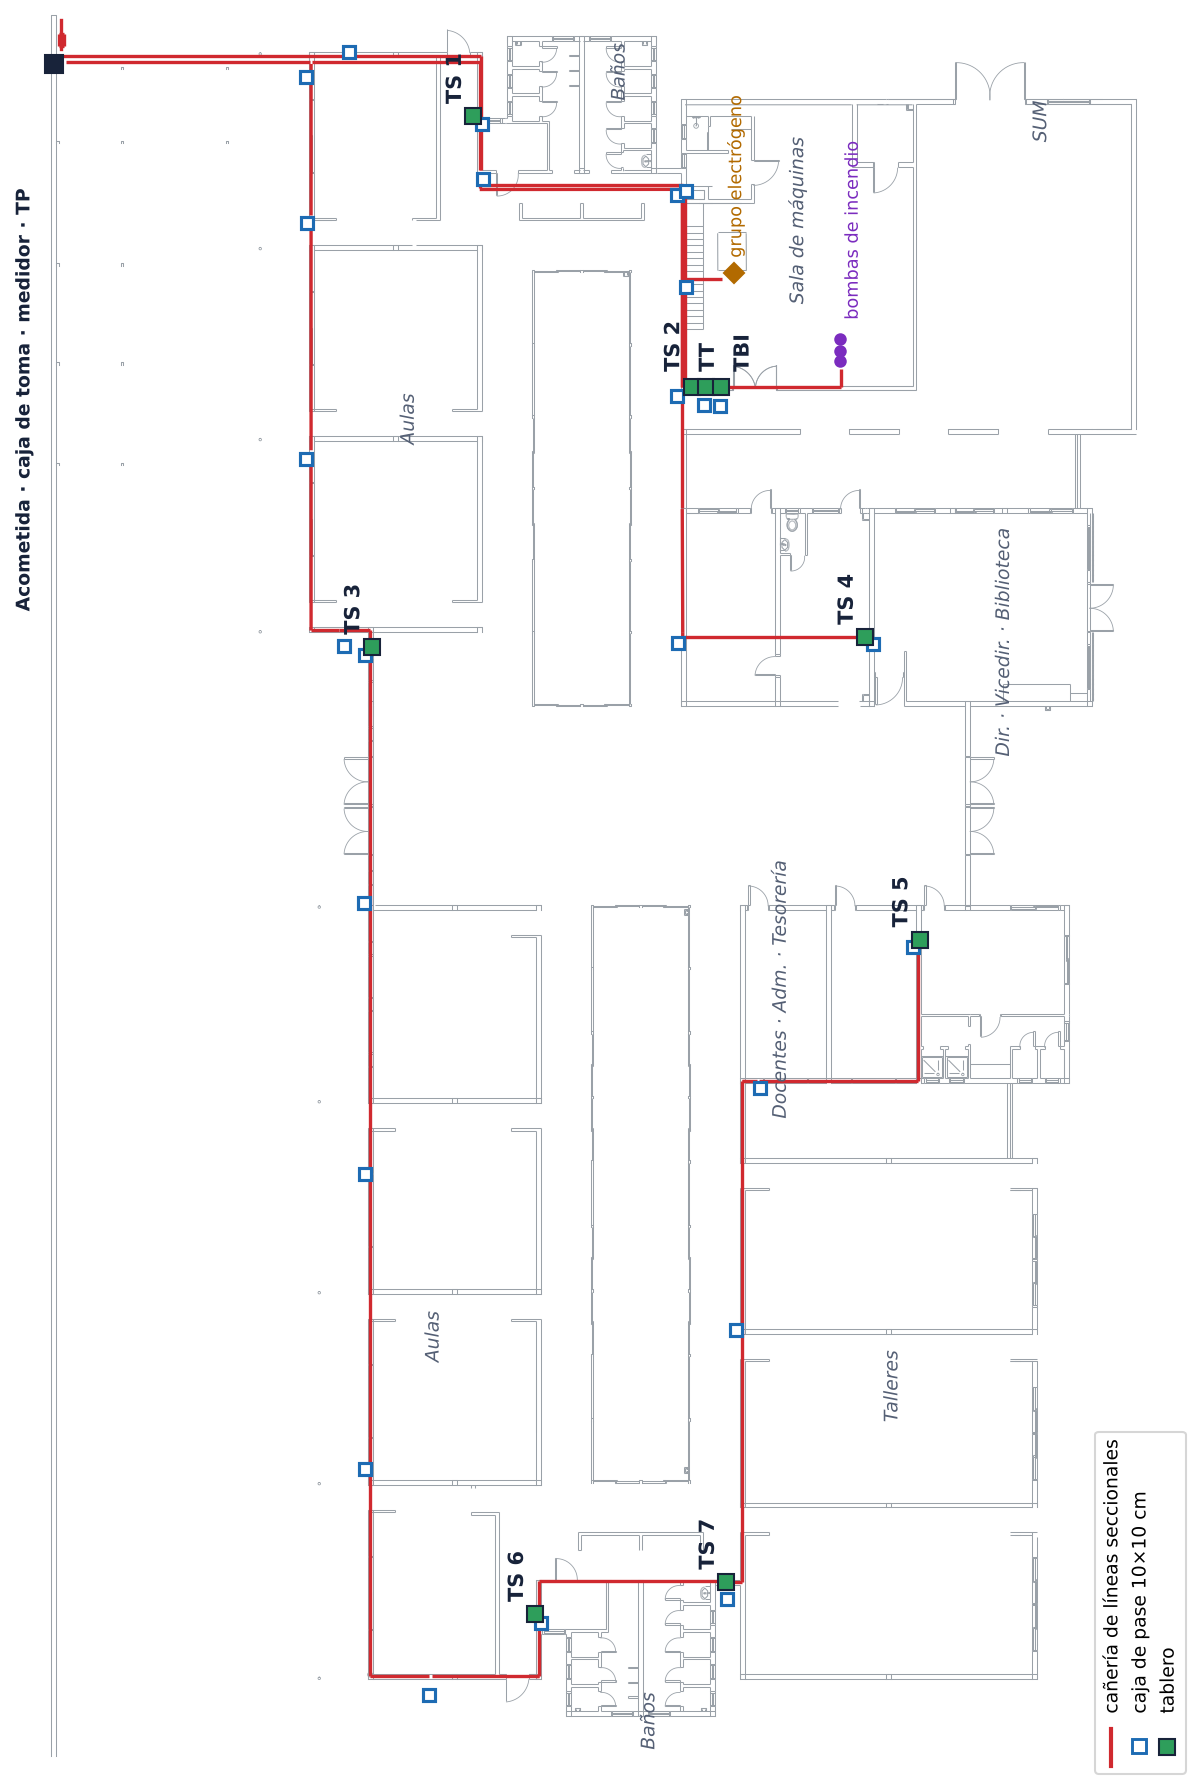 Acometida · caja de toma · medidor · TP
TS 1
Baños
grupo electrógeno
Sala de máquinas
bombas de incendio
SUM
TS 2
TT
TBI
Aulas
TS 3
TS 4
Dir. · Vicedir. · Biblioteca
TS 5
Docentes · Adm. · Tesorería
Aulas
Talleres
TS 6
TS 7
Baños
cañería de líneas seccionales
caja de pase 10×10 cm
tablero